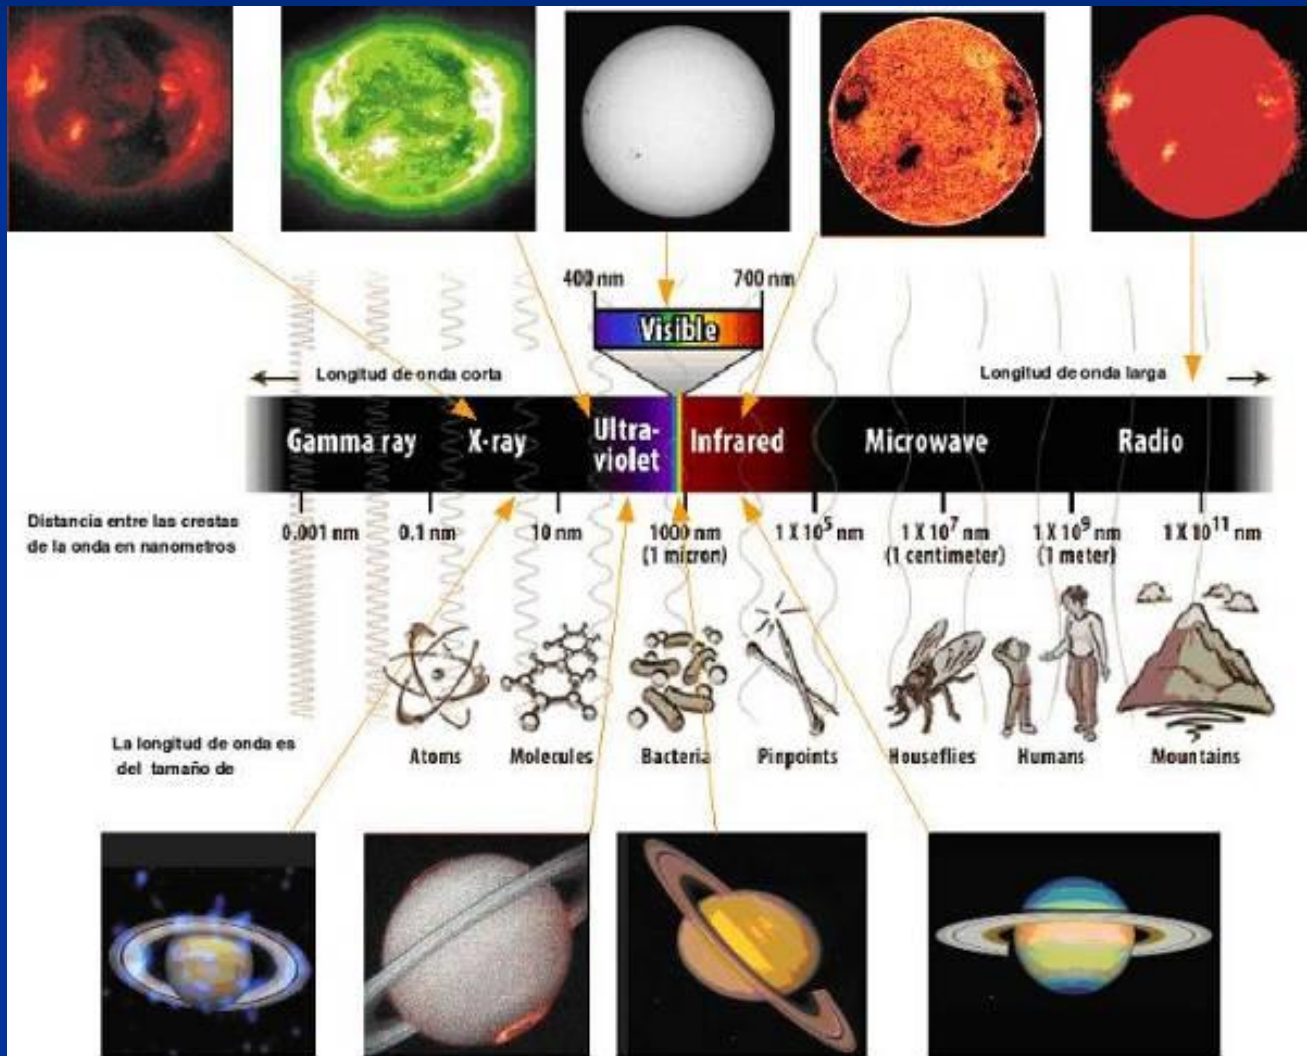 400 nm
700 nm
Visible
Longitud de onda corta
Longitud de onda larga
Gamma ray
X-ray
Ultra-
violet
Infrared
Microwave
Radio
Distancia entre las crestas
de la onda en nanometros
0.001 nm
0.1 nm
10 nm
1000 nm
(1 micron)
1 X 10⁵ nm
1 X 10⁷ nm
(1 centimeter)
1 X 10⁹ nm
(1 meter)
1 X 10¹¹ nm
La longitud de onda es
del tamaño de
Atoms
Molecules
Bacteria
Pinpoints
Houseflies
Humans
Mountains